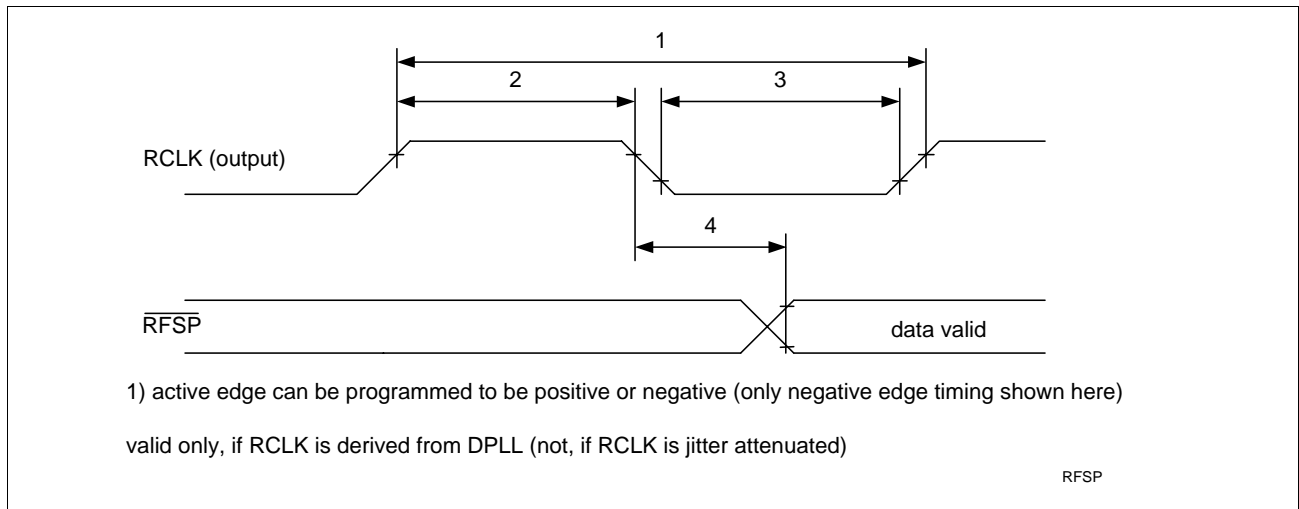 1
2
3
RCLK (output)
4
RFSP
data valid
1) active edge can be programmed to be positive or negative (only negative edge timing shown here)
valid only, if RCLK is derived from DPLL (not, if RCLK is jitter attenuated)
RFSP